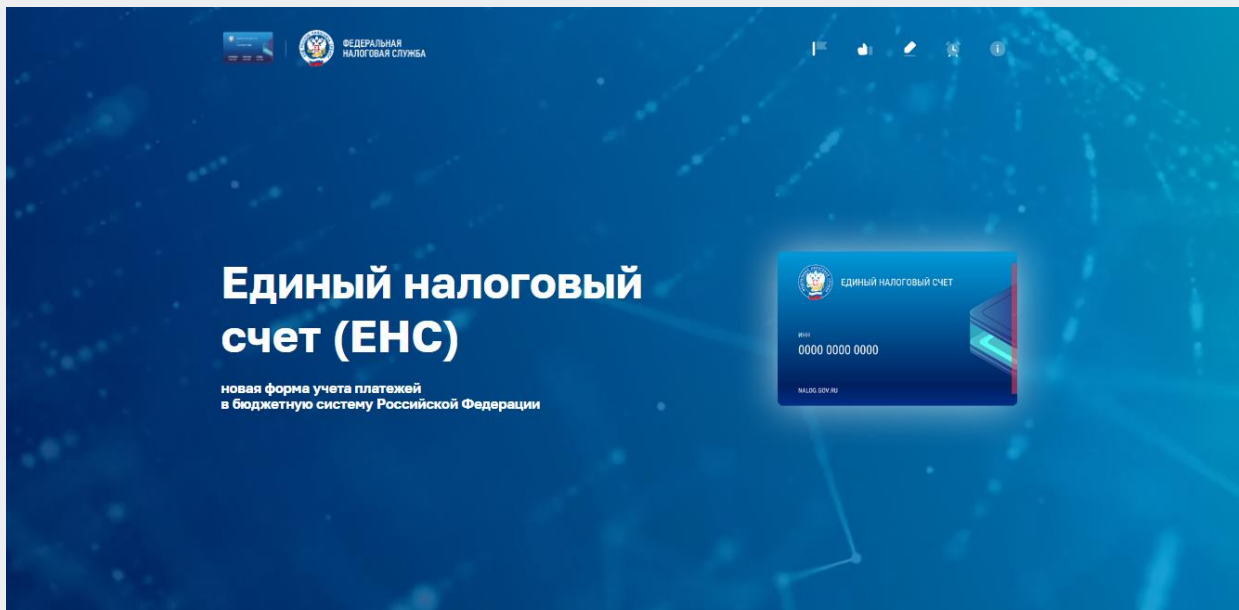 ФЕДЕРАЛЬНАЯ
НАЛОГОВАЯ СЛУЖБА
Единый налоговый
счет (ЕНС)
новая форма учета платежей
в бюджетную систему Российской Федерации
ЕДИНЫЙ НАЛОГОВЫЙ СЧЕТ
ИНН
0000 0000 0000
NALOG.GOV.RU